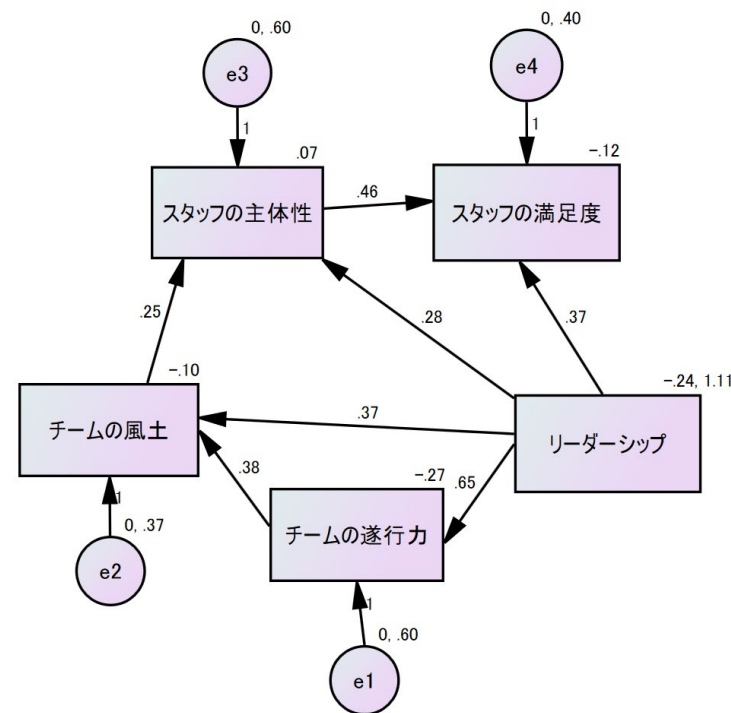 0, .60
0, .40
e3
e4
1
1
.07
-.12
スタッフの主体性
.46
スタッフの満足度
.25
.28
.37
-.10
-.24, 1.11
チームの風土
.37
リーダーシップ
.38
-.27
.65
チームの遂行力
1
0, .37
e2
1
0, .60
e1